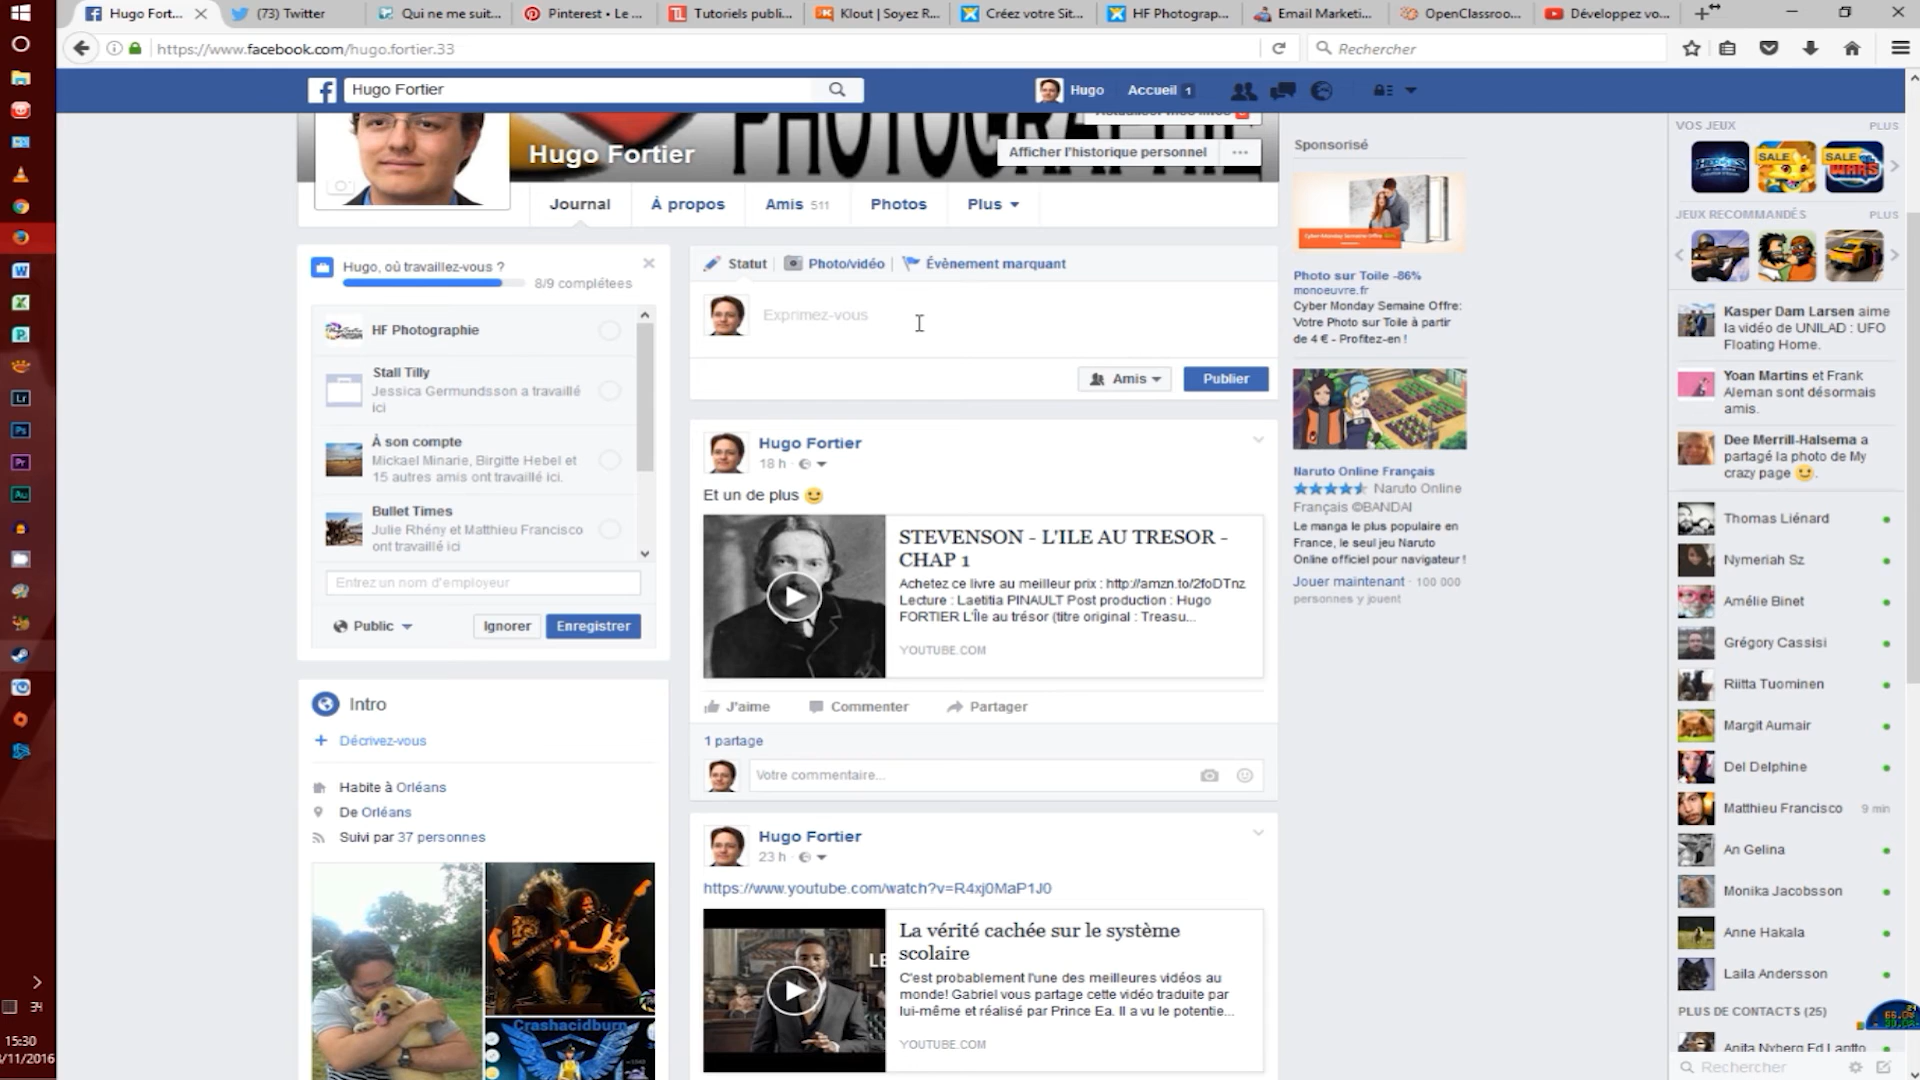 Hugo Fort...
(73) Twitter
Qui ne me suit...
Pinterest • Le ...
Tutoriels publi...
Klout | Soyez R...
Créez votre Sit...
HF Photograp...
Email Marketi...
OpenClassroo...
Développez vo...
https://www.facebook.com/hugo.fortier.33
Rechercher
Hugo Fortier
Hugo
Accueil 1
Hugo Fortier
PHOTOGRAPHIE
Afficher l'historique personnel
Journal
À propos
Amis 511
Photos
Plus
Hugo, où travaillez-vous ?
8/9 complétees
HF Photographie
Stall Tilly
Jessica Germundsson a travaillé
ici
À son compte
Mickael Minarie, Birgitte Hebel et
15 autres amis ont travaillé ici.
Bullet Times
Julie Rhény et Matthieu Francisco
ont travaillé ici
Entrez un nom d'employeur
Public
Ignorer
Enregistrer
Intro
Décrivez-vous
Habite à Orléans
De Orléans
Suivi par 37 personnes
Crashacidburn
Statut
Photo/vidéo
Évènement marquant
Exprimez-vous
Amis
Publier
Hugo Fortier
18 h
Et un de plus
STEVENSON - L'ILE AU TRESOR -
CHAP 1
Achetez ce livre au meilleur prix : http://amzn.to/2foDTnz
Lecture : Laetitia PINAULT Post production : Hugo
FORTIER L'Île au trésor (titre original : Treasu...
YOUTUBE.COM
J'aime
Commenter
Partager
1 partage
Votre commentaire...
Hugo Fortier
23 h
https://www.youtube.com/watch?v=R4xj0MaP1J0
LE
La vérité cachée sur le système
scolaire
C'est probablement l'une des meilleures vidéos au
monde! Gabriel vous partage cette vidéo traduite par
lui-même et réalisé par Prince Ea. Il a vu le potentie...
YOUTUBE.COM
Sponsorisé
Photo sur Toile -86%
monoeuvre.fr
Cyber Monday Semaine Offre:
Votre Photo sur Toile à partir
de 4 € - Profitez-en !
Naruto Online Français
Naruto Online
Français ©BANDAI
Le manga le plus populaire en
France, le seul jeu Naruto
Online officiel pour navigateur !
Jouer maintenant · 100 000
personnes y jouent
VOS JEUX
PLUS
SALE
SALE
WARS
JEUX RECOMMANDÉS
PLUS
Kasper Dam Larsen aime
la vidéo de UNILAD : UFO
Floating Home.
Yoan Martins et Frank
Aleman sont désormais
amis.
Dee Merrill-Halsema a
partagé la photo de My
crazy page
Thomas Liénard
Nymeriah Sz
Amélie Binet
Grégory Cassisi
Riitta Tuominen
Margit Aumair
Del Delphine
Matthieu Francisco 9 min
An Gelina
Monika Jacobsson
Anne Hakala
Laila Andersson
PLUS DE CONTACTS (25)
Anita Nyberg Ed Lantto
Rechercher
15:30
/11/2016